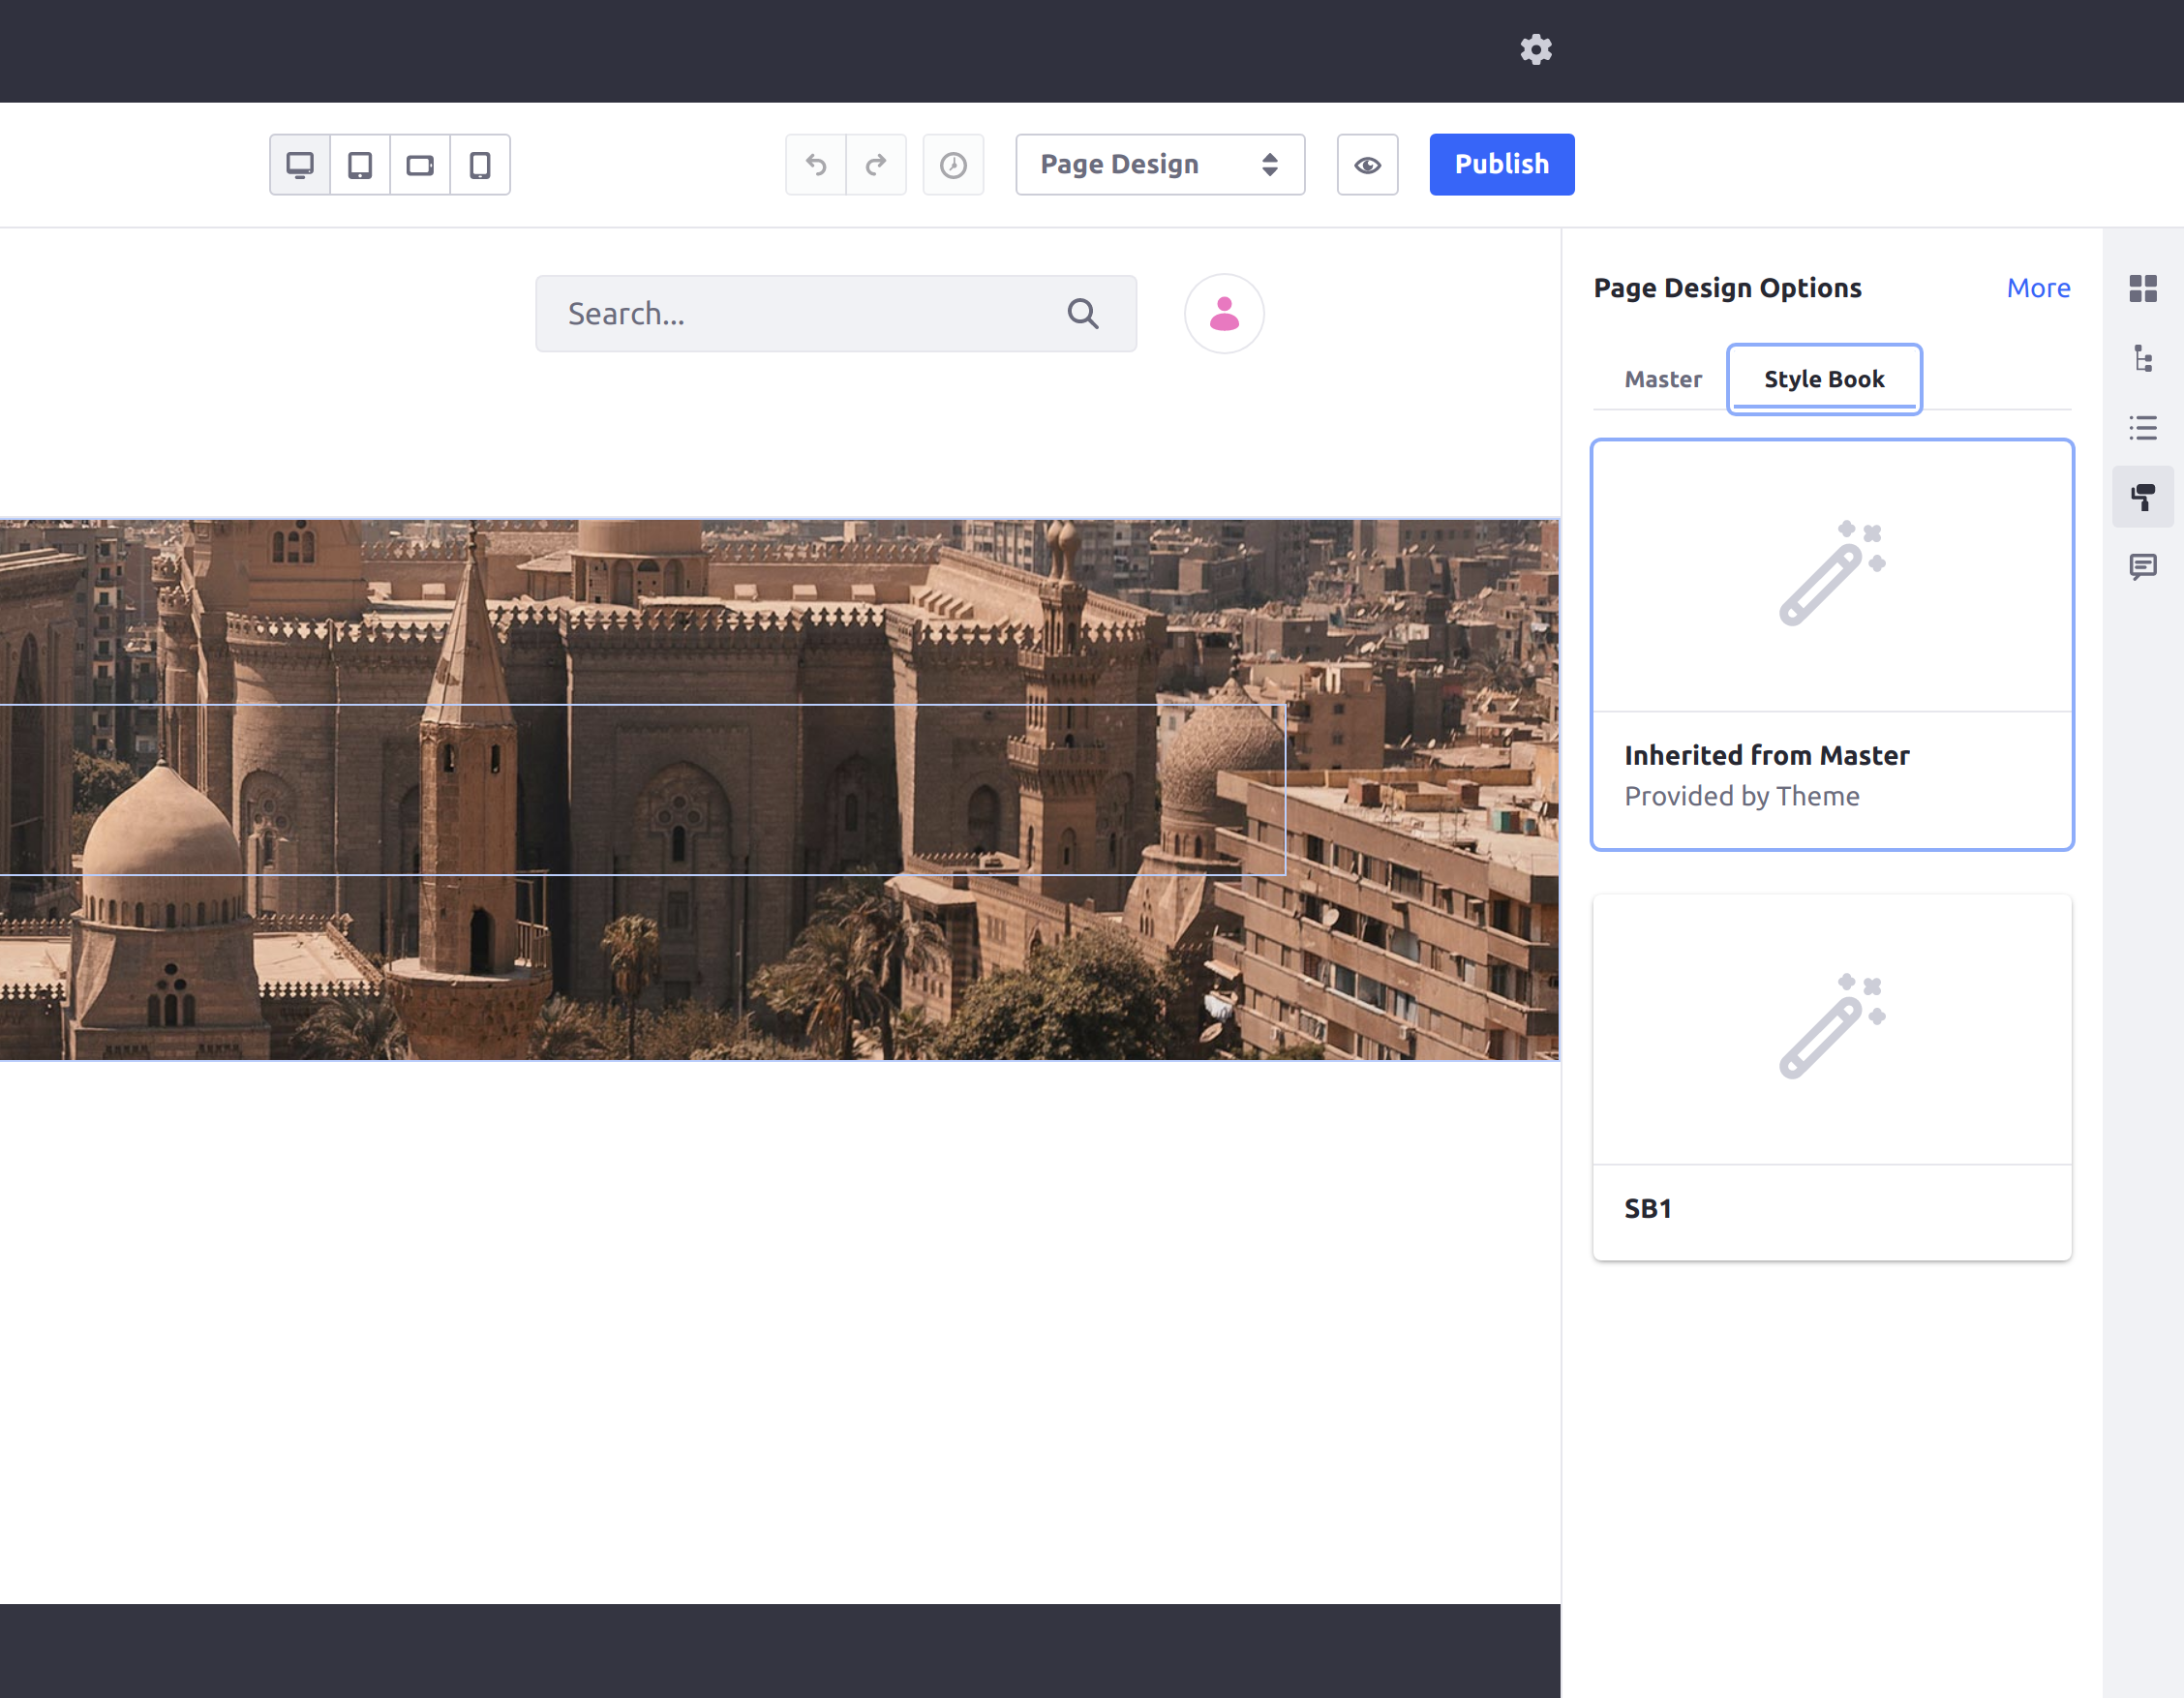 Page Design
Publish
Search...
Page Design Options
More
Master
Style Book
Inherited from Master
Provided by Theme
SB1